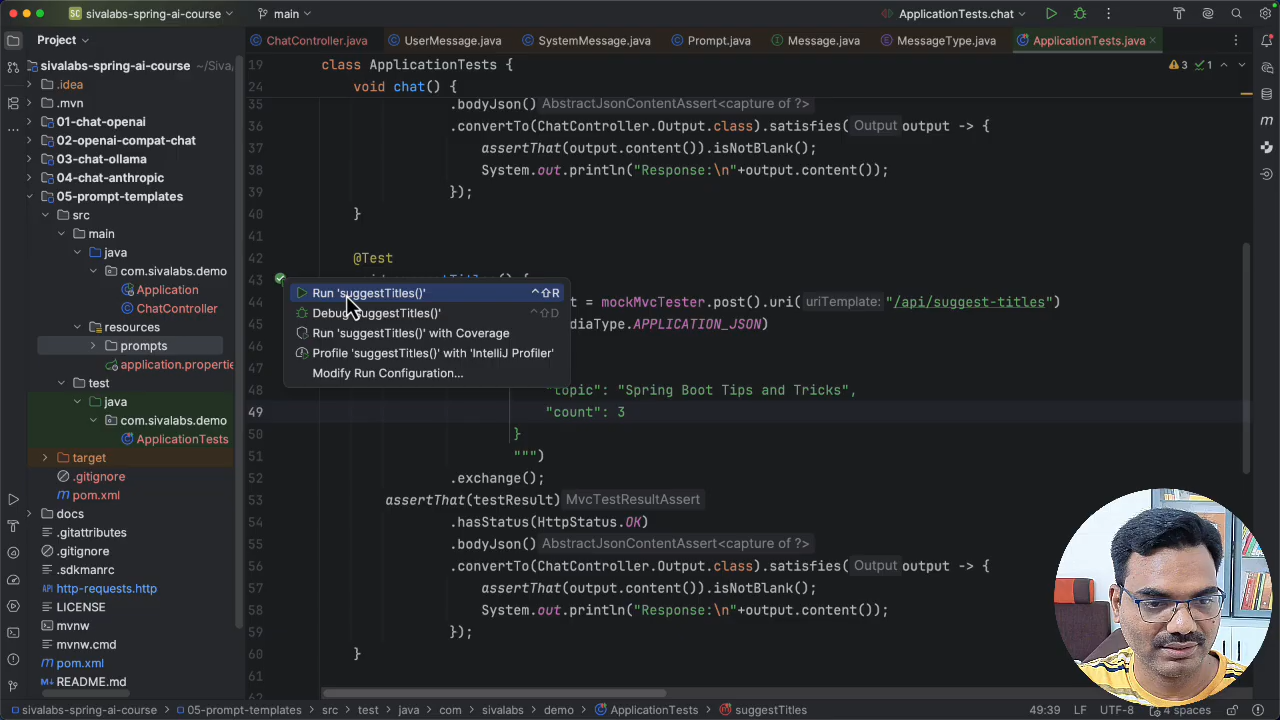 SC sivalabs-spring-ai-course main ApplicationTests.chat
Project
ChatController.java UserMessage.java SystemMessage.java Prompt.java Message.java MessageType.java ApplicationTests.java
sivalabs-spring-ai-course ~/Siva
.idea
.mvn
01-chat-openai
02-openai-compat-chat
03-chat-ollama
04-chat-anthropic
05-prompt-templates
src
main
java
com.sivalabs.demo
Application
ChatController
resources
prompts
application.propertie
test
java
com.sivalabs.demo
ApplicationTests
target
.gitignore
pom.xml
docs
.gitattributes
.gitignore
.sdkmanrc
http-requests.http
LICENSE
mvnw
mvnw.cmd
pom.xml
README.md
3 1
19 class ApplicationTests {
24 void chat() {
35 .bodyJson() AbstractJsonContentAssert<capture of ?>
36 .convertTo(ChatController.Output.class).satisfies( Output output -> {
37 assertThat(output.content()).isNotBlank();
38 System.out.println("Response:\n"+output.content());
39 });
40 }
41
42 @Test
43
44 t = mockMvcTester.post().uri( uriTemplate: "/api/suggest-titles")
45 diaType.APPLICATION_JSON)
46
47
48 "topic": "Spring Boot Tips and Tricks",
49 "count": 3
50 }
51 """)
52 .exchange();
53 assertThat(testResult) MvcTestResultAssert
54 .hasStatus(HttpStatus.OK)
55 .bodyJson() AbstractJsonContentAssert<capture of ?>
56 .convertTo(ChatController.Output.class).satisfies( Output output -> {
57 assertThat(output.content()).isNotBlank();
58 System.out.println("Response:\n"+output.content());
59 });
60 }
61
62
Run 'suggestTitles()' ⌃⇧R
Debug 'suggestTitles()' ⌃⇧D
Run 'suggestTitles()' with Coverage
Profile 'suggestTitles()' with 'IntelliJ Profiler'
Modify Run Configuration...
sivalabs-spring-ai-course > 05-prompt-templates > src > test > java > com > sivalabs > demo > ApplicationTests > suggestTitles 49:39 LF UTF-8 4 spaces